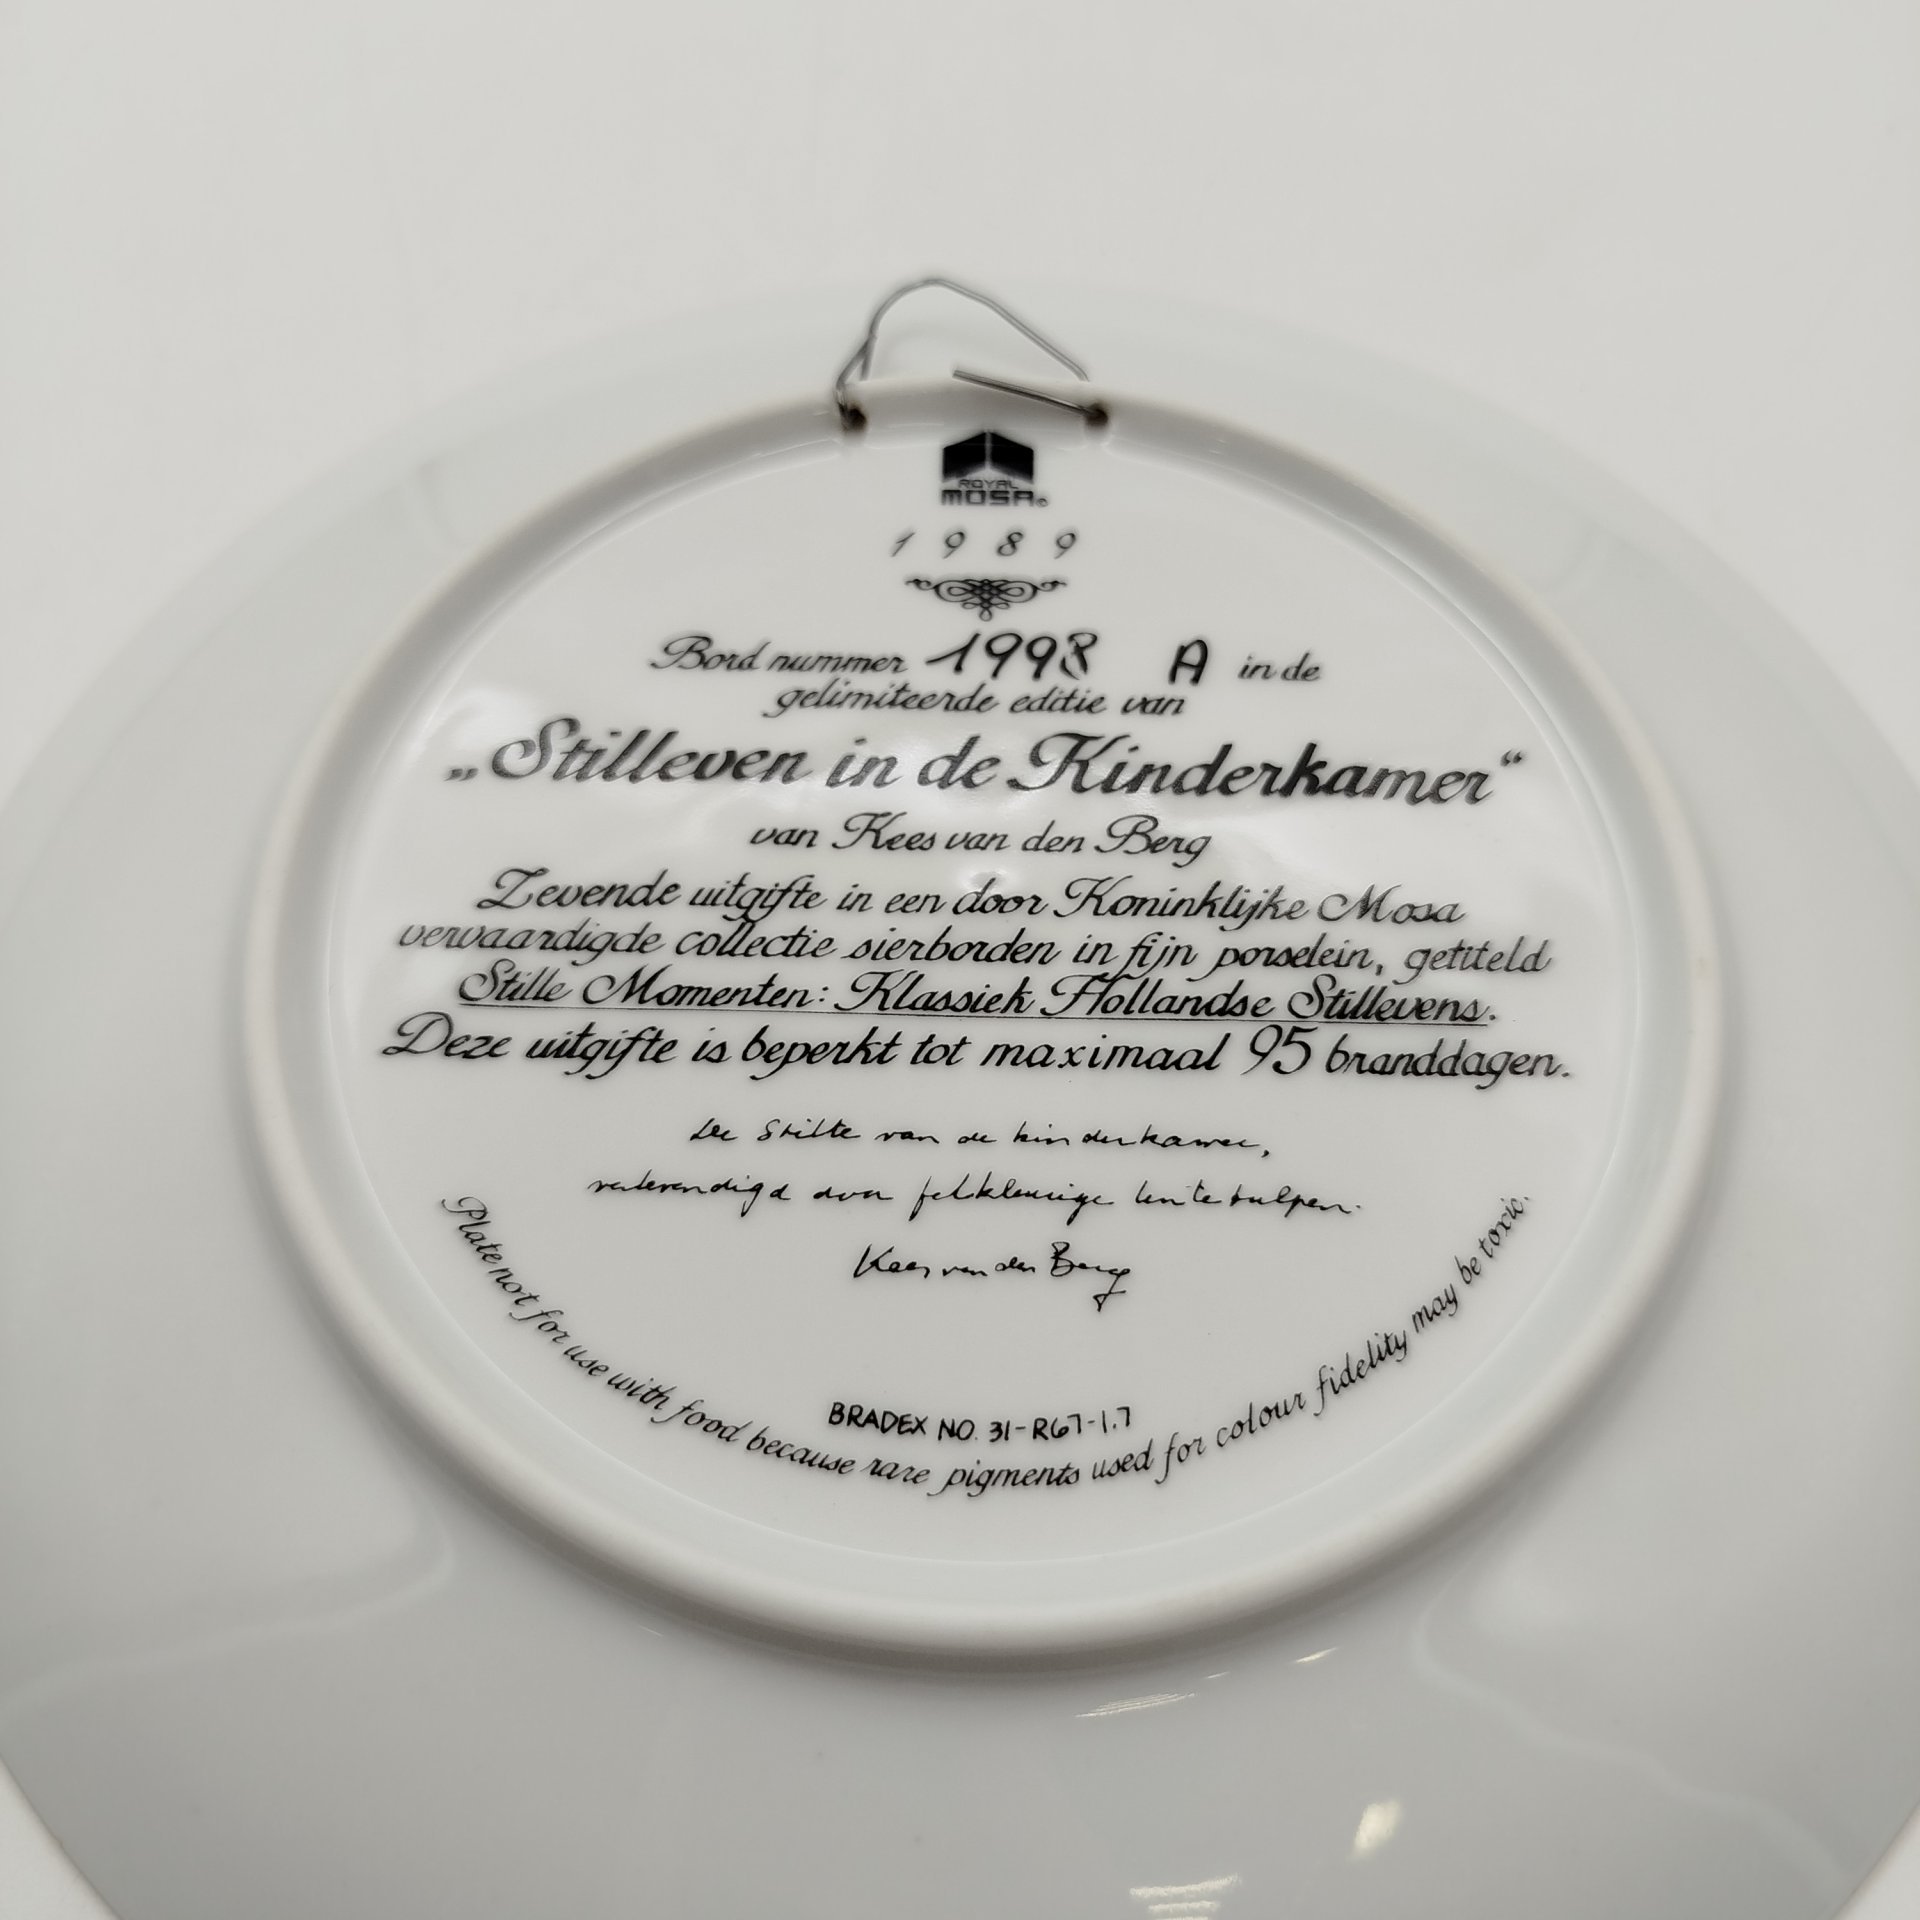 ROYAL
MOSA©
1989
Bord nummer 1998 A in de
gelimiteerde editie van
„Stilleven in de Kinderkamer“
van Kees van den Berg
Zevende uitgifte in een door Koninklijke Mosa
vervaardigde collectie sierborden in fijn porselein, getiteld
Stille Momenten: Klassiek Hollandse Stillevens.
Deze uitgifte is beperkt tot maximaal 95 branddagen.
De stilte van de kinderkamer,
verlevendigd door felkleurige lentetulpen.
Kees van den Berg
BRADEX NO. 31-R67-1.7
Plate not for use with food because rare pigments used for colour fidelity may be toxic.